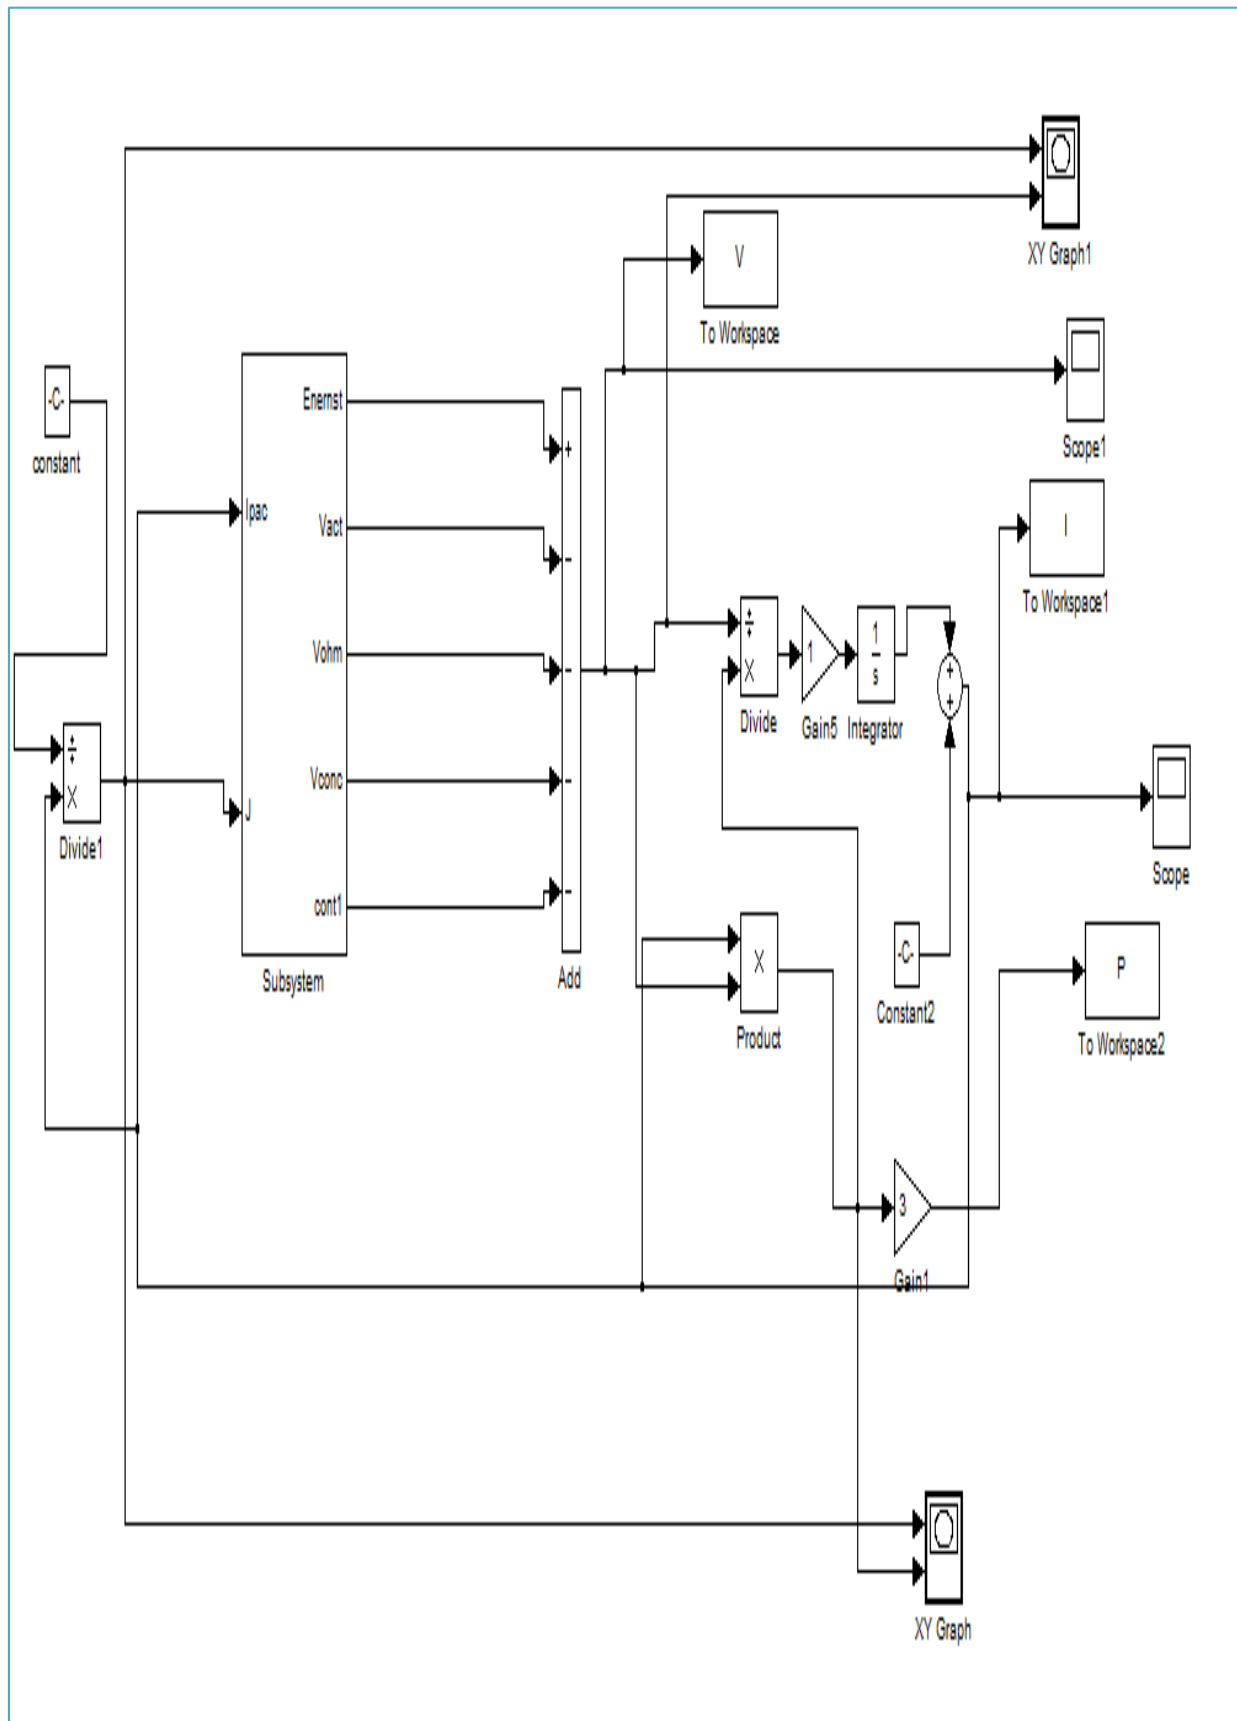 XY Graph1
V
To Workspace
-C-
constant
Scope1
Enernst
+
Ipac
Vact
-
I
To Workspace1
Vohm
-
÷
×
Divide
1
Gain5
1
s
Integrator
+
+
÷
×
Divide1
Vconc
-
J
Scope
cont1
-
Subsystem
Add
×
Product
-C-
Constant2
P
To Workspace2
3
Gain1
XY Graph